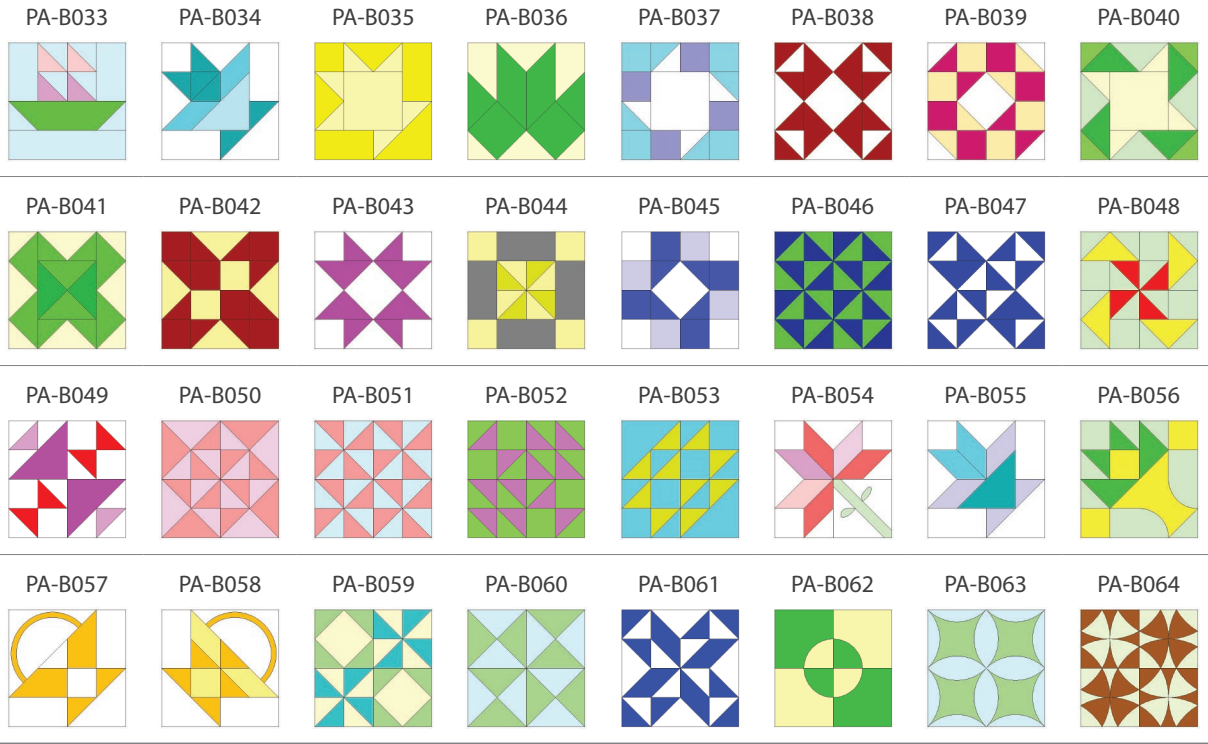 PA-B033 PA-B034 PA-B035 PA-B036 PA-B037 PA-B038 PA-B039 PA-B040
PA-B041 PA-B042 PA-B043 PA-B044 PA-B045 PA-B046 PA-B047 PA-B048
PA-B049 PA-B050 PA-B051 PA-B052 PA-B053 PA-B054 PA-B055 PA-B056
PA-B057 PA-B058 PA-B059 PA-B060 PA-B061 PA-B062 PA-B063 PA-B064